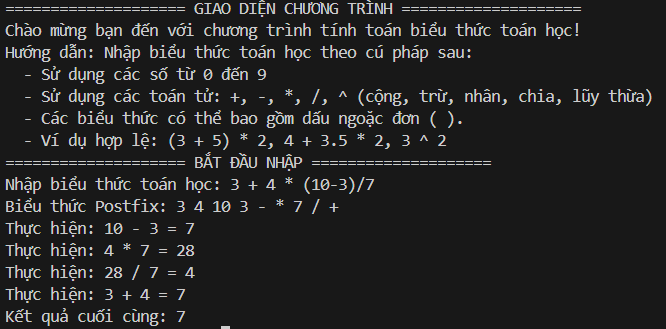 ==================== GIAO DIỆN CHƯƠNG TRÌNH ====================
Chào mừng bạn đến với chương trình tính toán biểu thức toán học!
Hướng dẫn: Nhập biểu thức toán học theo cú pháp sau:
  - Sử dụng các số từ 0 đến 9
  - Sử dụng các toán tử: +, -, *, /, ^ (cộng, trừ, nhân, chia, lũy thừa)
  - Các biểu thức có thể bao gồm dấu ngoặc đơn ( ).
  - Ví dụ hợp lệ: (3 + 5) * 2, 4 + 3.5 * 2, 3 ^ 2
==================== BẮT ĐẦU NHẬP ====================
Nhập biểu thức toán học: 3 + 4 * (10-3)/7
Biểu thức Postfix: 3 4 10 3 - * 7 / +
Thực hiện: 10 - 3 = 7
Thực hiện: 4 * 7 = 28
Thực hiện: 28 / 7 = 4
Thực hiện: 3 + 4 = 7
Kết quả cuối cùng: 7